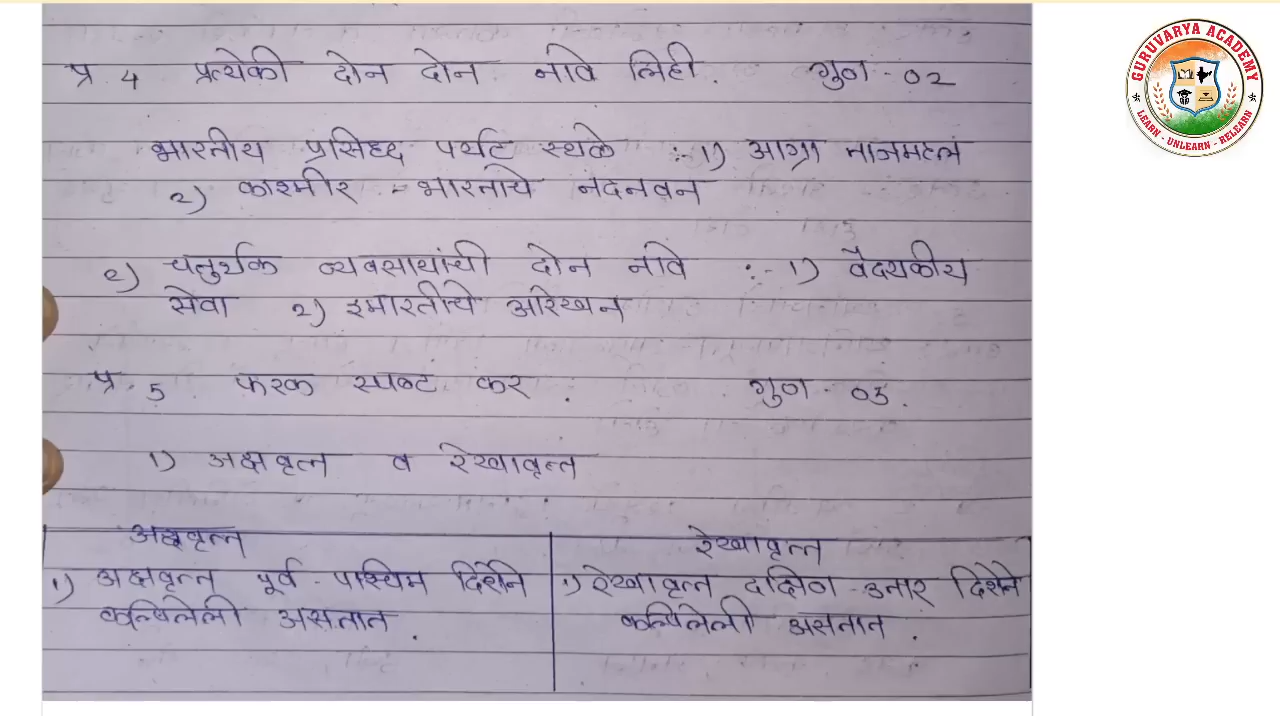 प्र. 4 प्रत्येकी दोन दोन नावे लिही. गुण - 02
भारतीय प्रसिध्द पर्यट स्थळे :- 1) आग्रा ताजमहल
2) काश्मीर - भारताचे नंदनवन
2) चतुर्थक व्यवसायांची दोन नावे :- 1) वैदयकीय
सेवा 2) इमारतीचे आरेखन
प्र. 5 फरक स्पष्ट कर. गुण - 03.
1) अक्षवृत्त व रेखावृत्त
अक्षवृत्त
रेखावृत्त
1) अक्षवृत्त पूर्व - पश्चिम दिशेने
कल्पिलेली असतात.
1) रेखावृत्त दक्षिण - उत्तर दिशेने
कल्पिलेली असतात.
GURUVARYA ACADEMY
LEARN - UNLEARN - RELEARN